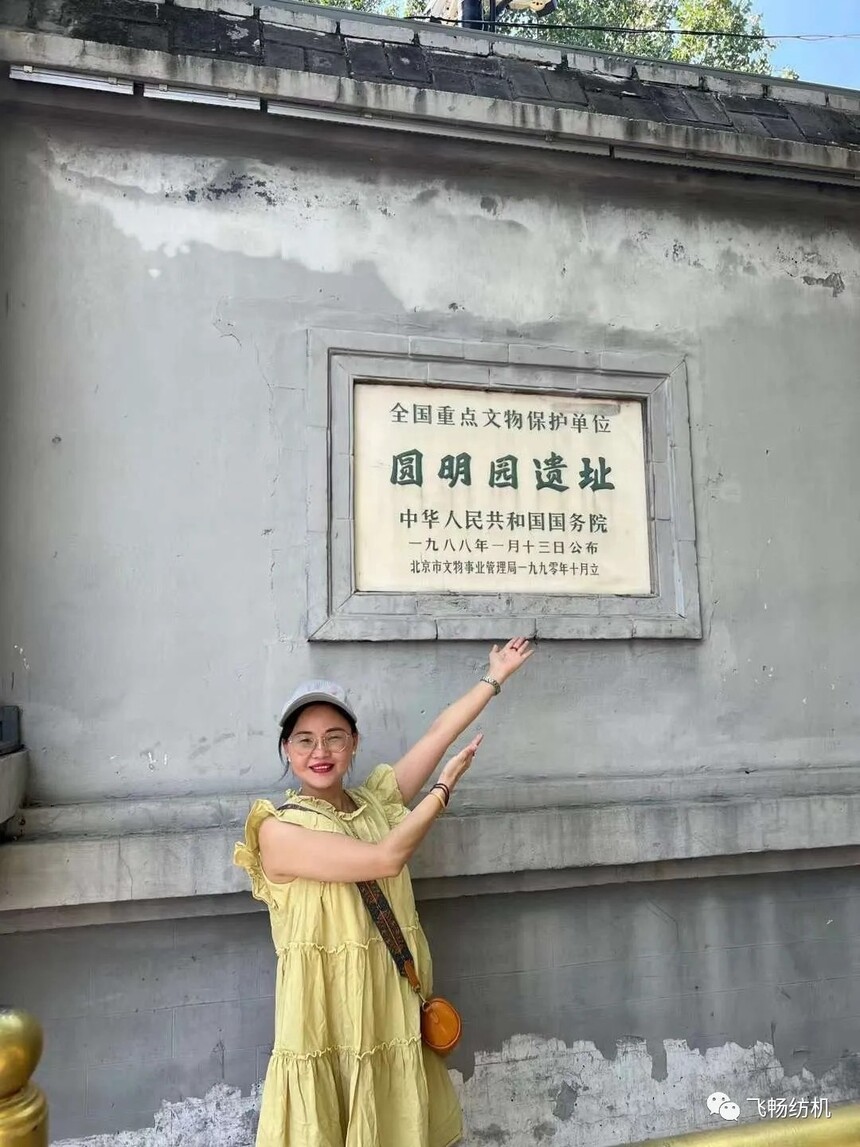 全国重点文物保护单位
圆明园遗址
中华人民共和国国务院
一九八八年一月十三日公布
北京市文物事业管理局一九九零年十月立
飞畅纺机